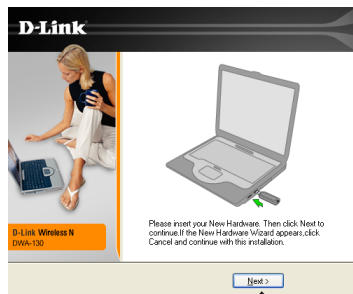 D-Link
Please insert your New Hardware. Then click Next to
continue.If the New Hardware Wizard appears,click
Cancel and continue with this installation.
D-Link Wireless N
DWA-130
Next >